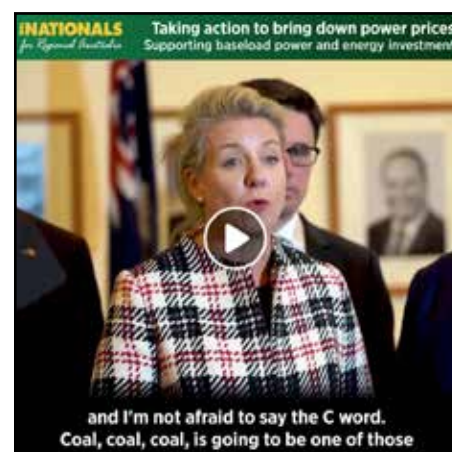 iNATIONALS
for Regional Australia
Taking action to bring down power prices
Supporting baseload power and energy investment
and I'm not afraid to say the C word.
Coal, coal, coal, is going to be one of those